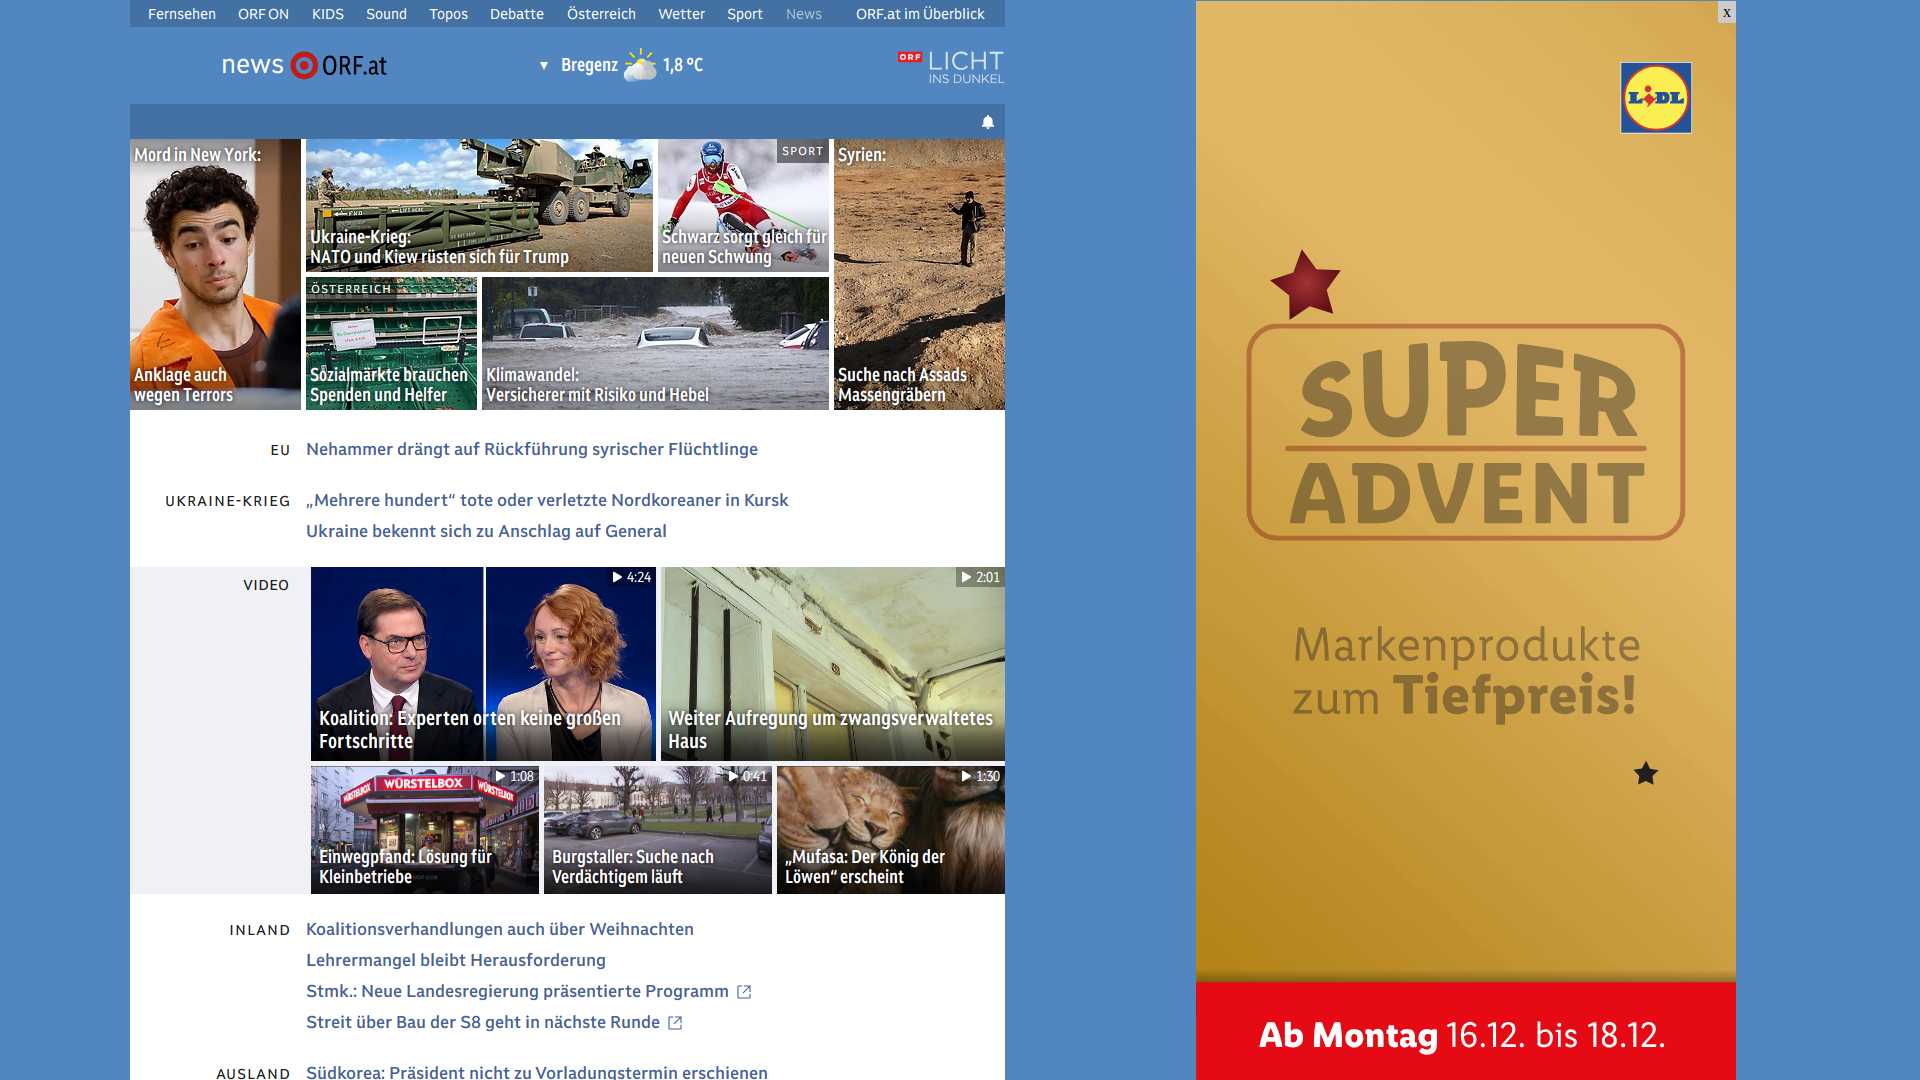 Fernsehen ORF ON KIDS Sound Topos Debatte Österreich Wetter Sport News ORF.at im Überblick
news ORF.at
Bregenz 1,8 °C
ORF LICHT
INS DUNKEL
Mord in New York:
Anklage auch
wegen Terrors
Ukraine-Krieg:
NATO und Kiew rüsten sich für Trump
SPORT
Schwarz sorgt gleich für
neuen Schwung
Syrien:
Suche nach Assads
Massengräbern
ÖSTERREICH
Sozialmärkte brauchen
Spenden und Helfer
Klimawandel:
Versicherer mit Risiko und Hebel
EU Nehammer drängt auf Rückführung syrischer Flüchtlinge
UKRAINE-KRIEG „Mehrere hundert“ tote oder verletzte Nordkoreaner in Kursk
Ukraine bekennt sich zu Anschlag auf General
VIDEO
4:24
Koalition: Experten orten keine großen
Fortschritte
2:01
Weiter Aufregung um zwangsverwaltetes
Haus
1:08
WÜRSTELBOX
WÜRSTELBOX
WÜRSTELBOX
Einwegpfand: Lösung für
Kleinbetriebe
0:41
Burgstaller: Suche nach
Verdächtigem läuft
1:30
„Mufasa: Der König der
Löwen“ erscheint
INLAND Koalitionsverhandlungen auch über Weihnachten
Lehrermangel bleibt Herausforderung
Stmk.: Neue Landesregierung präsentierte Programm
Streit über Bau der S8 geht in nächste Runde
AUSLAND Südkorea: Präsident nicht zu Vorladungstermin erschienen
x
LIDL
SUPER
ADVENT
Markenprodukte
zum Tiefpreis!
Ab Montag 16.12. bis 18.12.